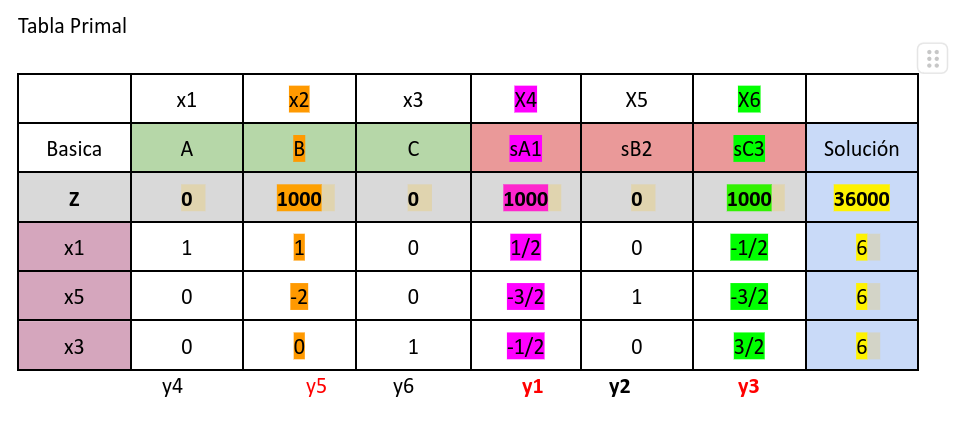 Tabla Primal
x1 x2 x3 X4 X5 X6
Basica A B C sA1 sB2 sC3 Solución
Z 0 1000 0 1000 0 1000 36000
x1 1 1 0 1/2 0 -1/2 6
x5 0 -2 0 -3/2 1 -3/2 6
x3 0 0 1 -1/2 0 3/2 6
y4 y5 y6 y1 y2 y3